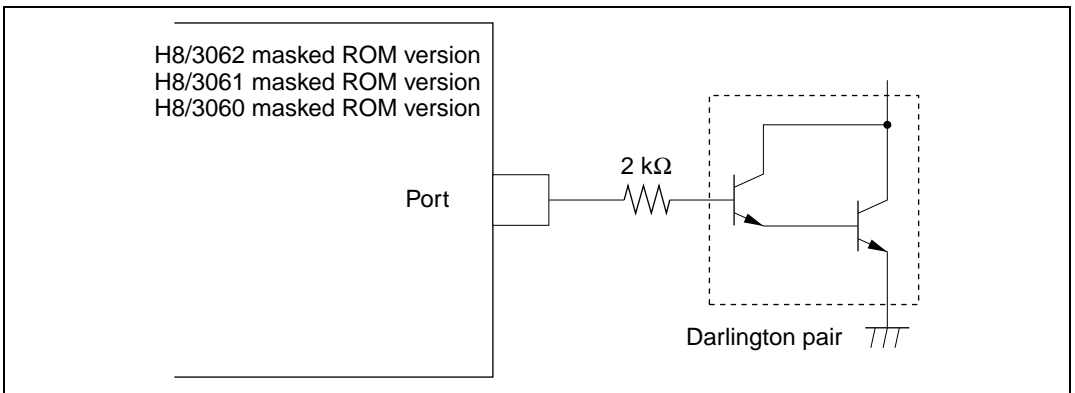 H8/3062 masked ROM version
H8/3061 masked ROM version
H8/3060 masked ROM version
2 kΩ
Port
Darlington pair